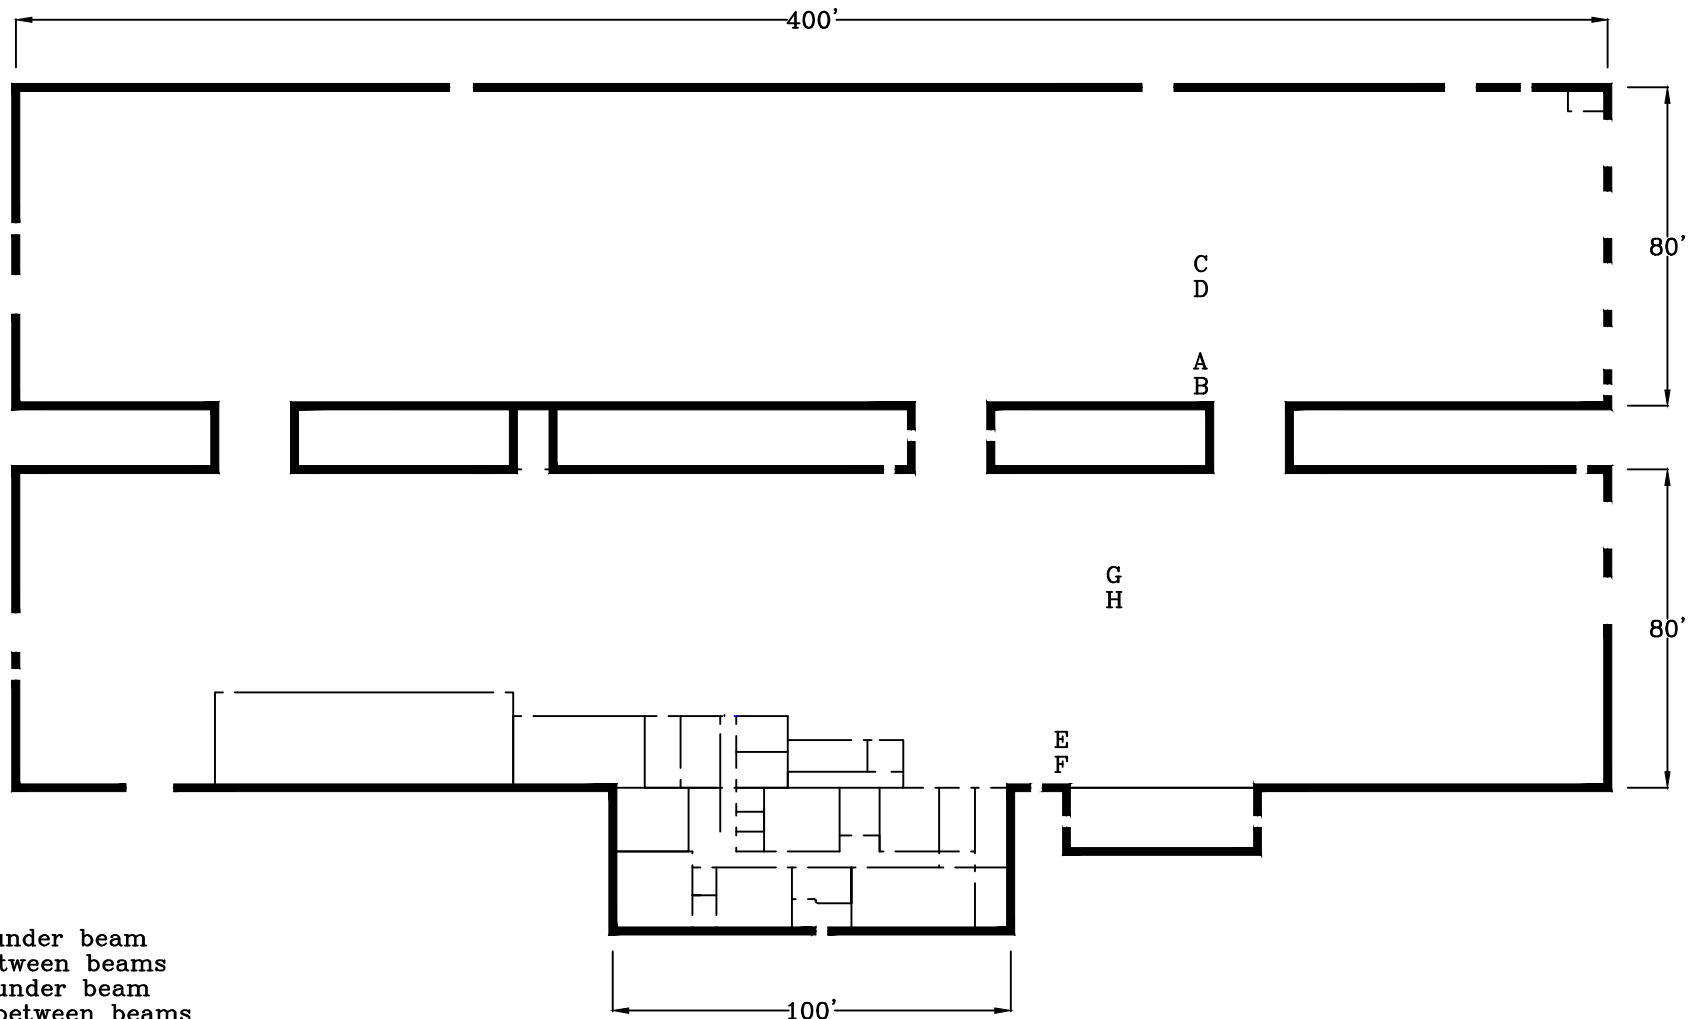 400'
80'
C
D
A
B
G
H
80'
E
F
under beam
tween beams
under beam
between beams
100'